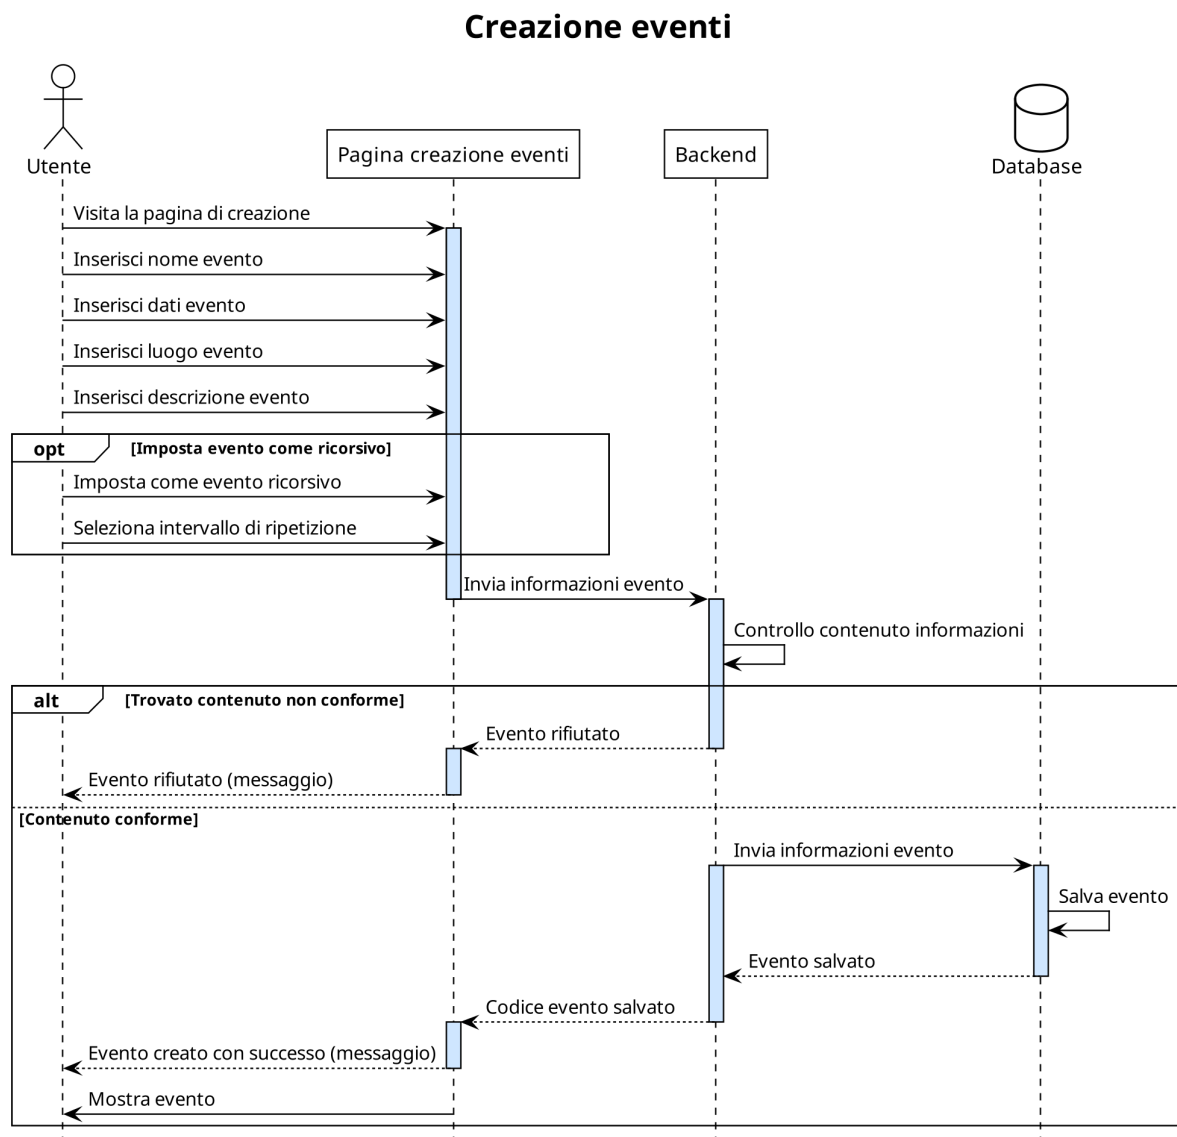 Creazione eventi
Utente
Pagina creazione eventi
Backend
Database
Visita la pagina di creazione
Inserisci nome evento
Inserisci dati evento
Inserisci luogo evento
Inserisci descrizione evento
opt [Imposta evento come ricorsivo]
Imposta come evento ricorsivo
Seleziona intervallo di ripetizione
Invia informazioni evento
Controllo contenuto informazioni
alt [Trovato contenuto non conforme]
Evento rifiutato
Evento rifiutato (messaggio)
[Contenuto conforme]
Invia informazioni evento
Salva evento
Evento salvato
Codice evento salvato
Evento creato con successo (messaggio)
Mostra evento